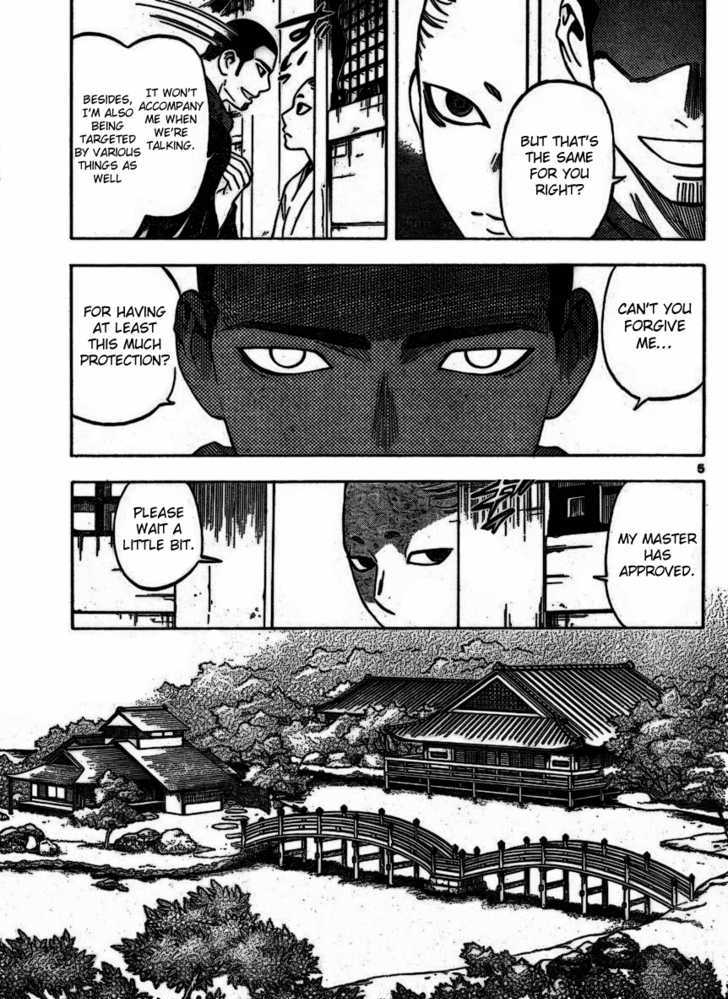 BUT THAT'S
THE SAME
FOR YOU
RIGHT?
IT WON'T
ACCOMPANY
ME WHEN
WE'RE
TALKING.
BESIDES,
I'M ALSO
BEING
TARGETED
BY VARIOUS
THINGS AS
WELL
CAN'T YOU
FORGIVE
ME...
FOR HAVING
AT LEAST
THIS MUCH
PROTECTION?
5
MY MASTER
HAS
APPROVED.
PLEASE
WAIT A
LITTLE BIT.